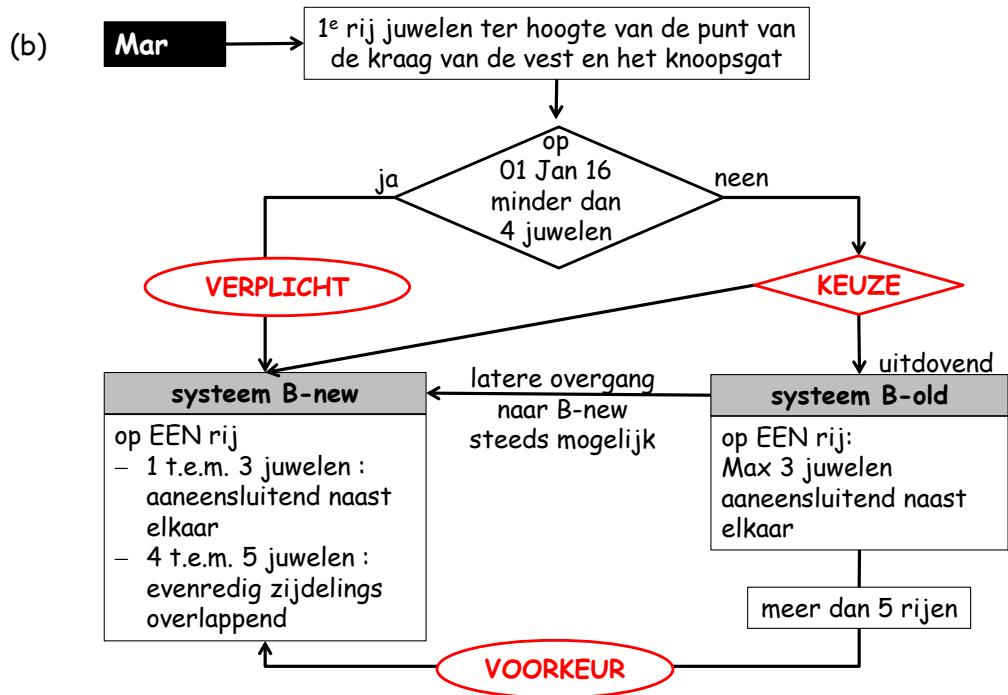 (b)
Mar
1e rij juwelen ter hoogte van de punt van
de kraag van de vest en het knoopsgat
op
01 Jan 16
minder dan
4 juwelen
ja
neen
VERPLICHT
KEUZE
uitdovend
systeem B-new
op EEN rij
– 1 t.e.m. 3 juwelen :
aaneensluitend naast
elkaar
– 4 t.e.m. 5 juwelen :
evenredig zijdelings
overlappend
latere overgang
naar B-new
steeds mogelijk
systeem B-old
op EEN rij:
Max 3 juwelen
aaneensluitend naast
elkaar
meer dan 5 rijen
VOORKEUR